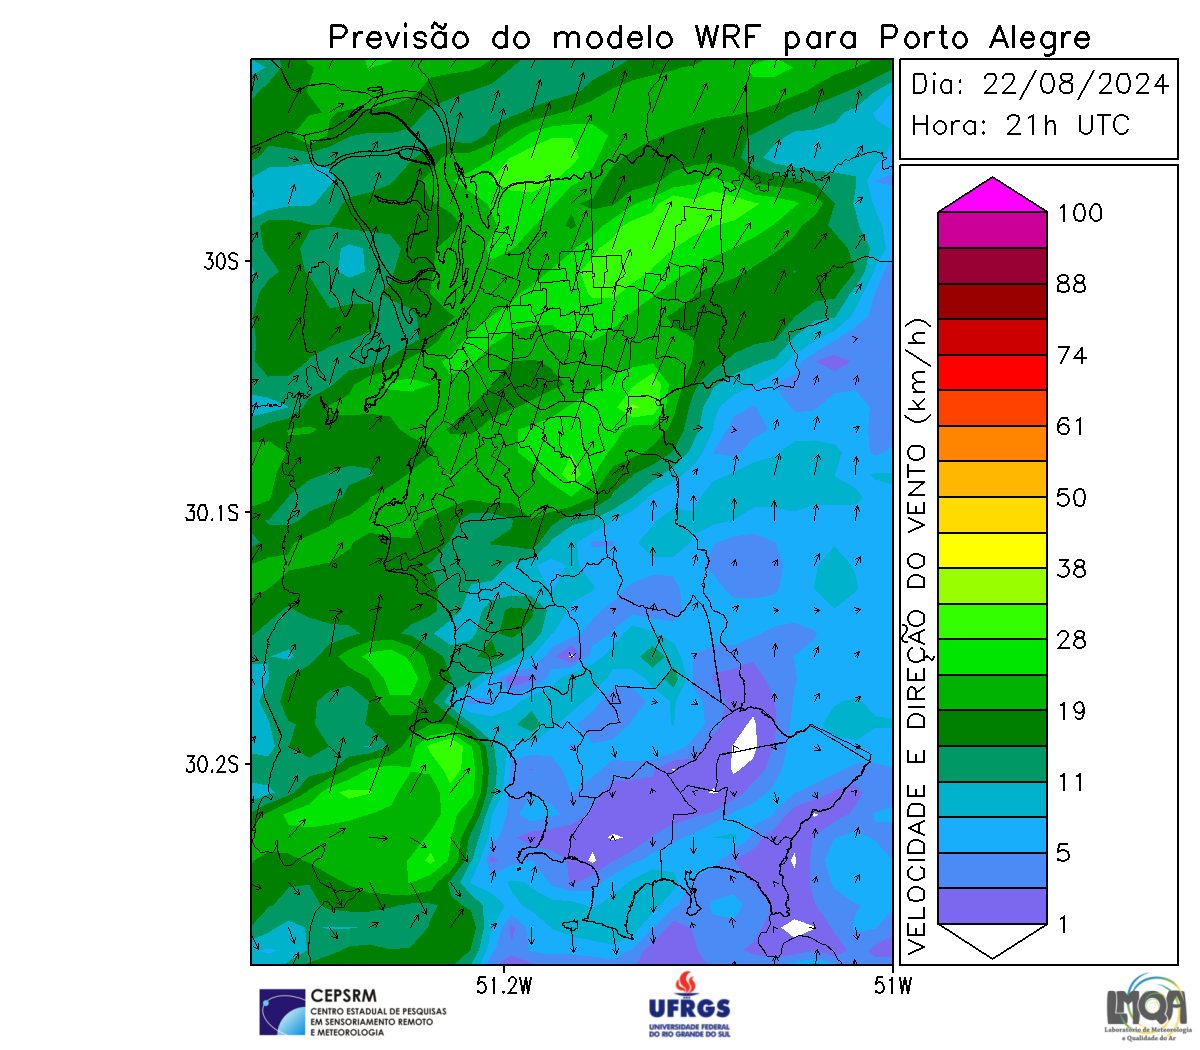 Previsão do modelo WRF para Porto Alegre
Dia: 22/08/2024
Hora: 21h UTC
100
88
74
61
50
38
28
19
11
5
1
VELOCIDADE E DIREÇÃO DO VENTO (km/h)
30S
30.1S
30.2S
51.2W
51W
CEPSRM
CENTRO ESTADUAL DE PESQUISAS
EM SENSORIAMENTO REMOTO
E METEOROLOGIA
UFRGS
UNIVERSIDADE FEDERAL
DO RIO GRANDE DO SUL
LMQA
Laboratório de Meteorologia
e Qualidade do Ar